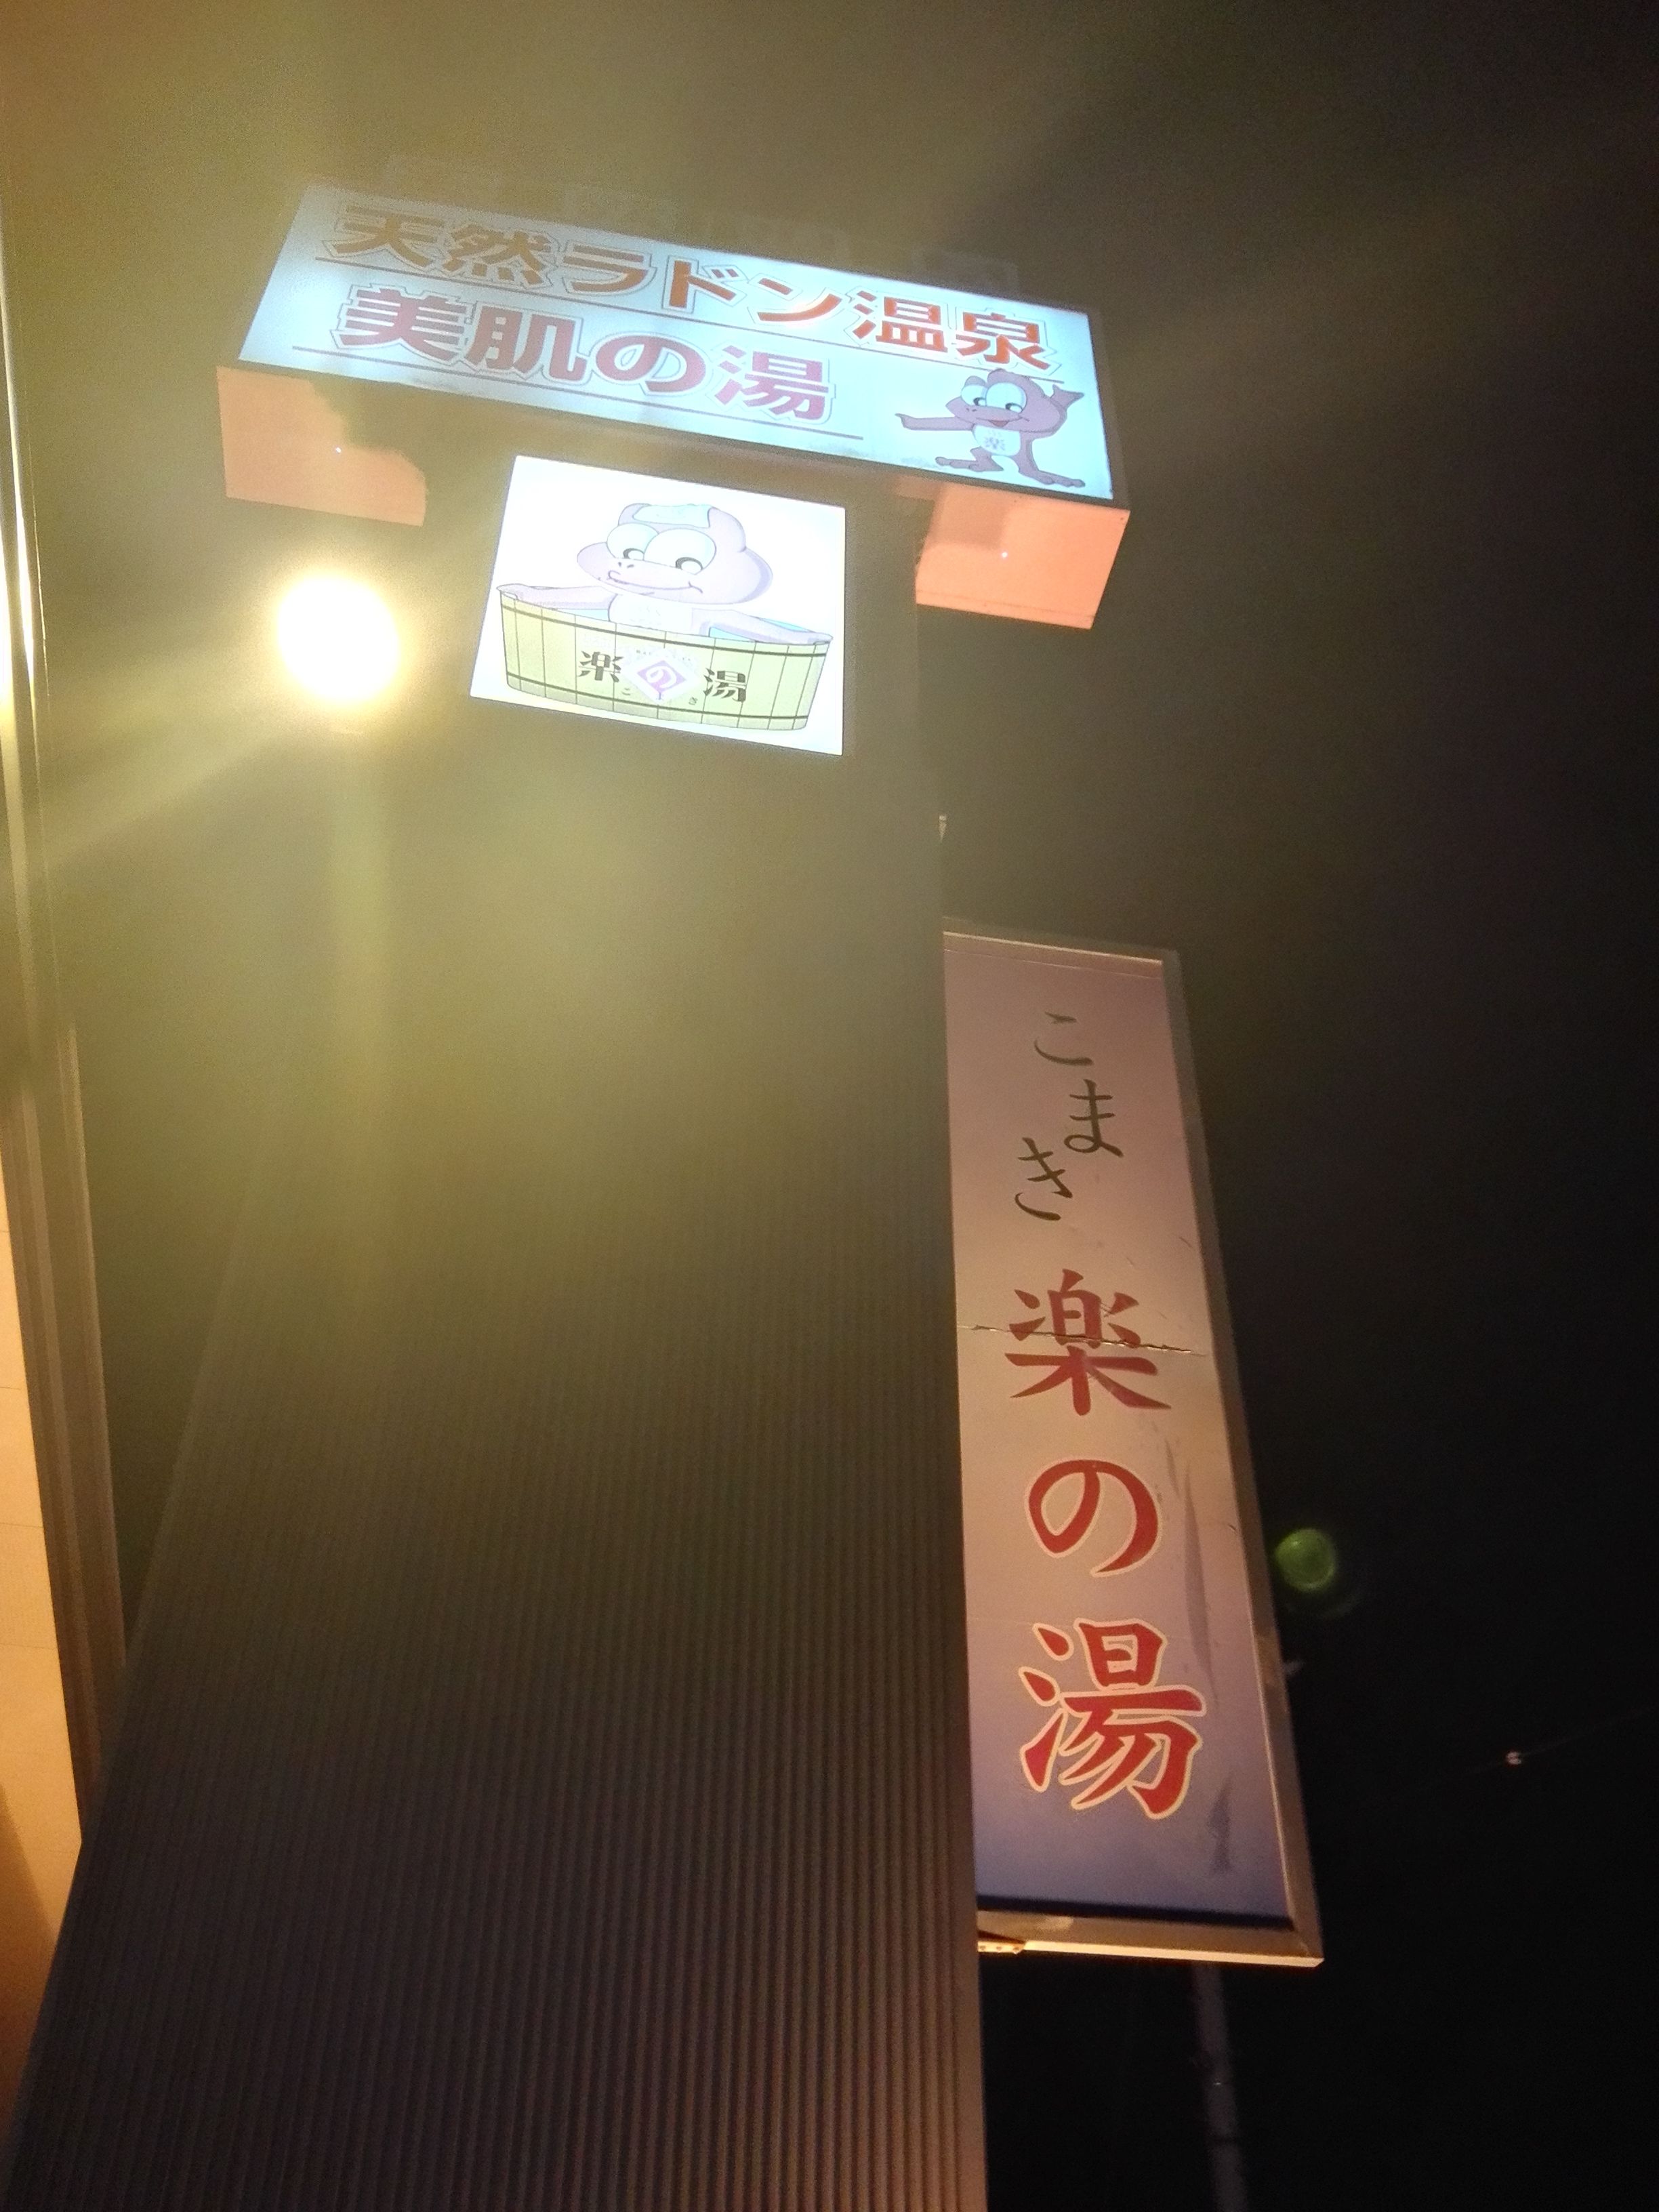 天然ラドン温泉
美肌の湯
楽
楽の湯
こまき
楽の湯